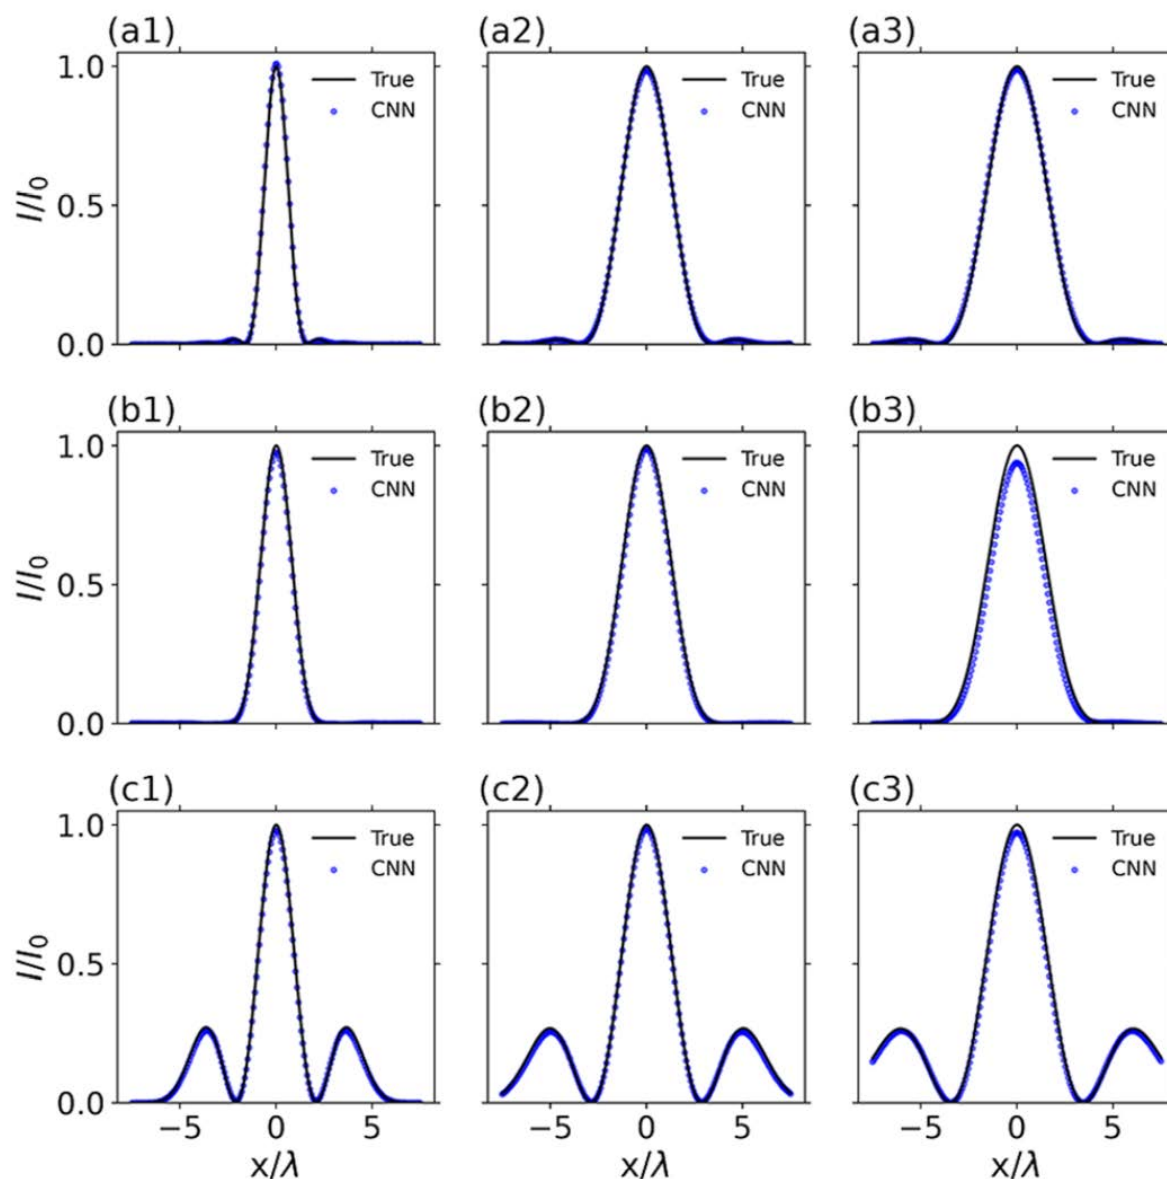 (a1) (a2) (a3)
1.0 True True True
CNN CNN CNN
I/I₀ 0.5
0.0
(b1) (b2) (b3)
1.0 True True True
CNN CNN CNN
I/I₀ 0.5
0.0
(c1) (c2) (c3)
1.0 True True True
CNN CNN CNN
I/I₀ 0.5
0.0
−5 0 5 −5 0 5 −5 0 5
x/λ x/λ x/λ